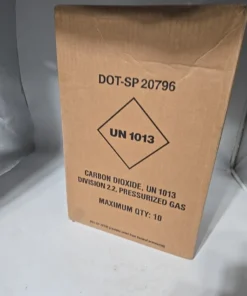 DOT-SP 20796
UN 1013
CARBON DIOXIDE, UN 1013
DIVISION 2.2, PRESSURIZED GAS
MAXIMUM QTY: 10